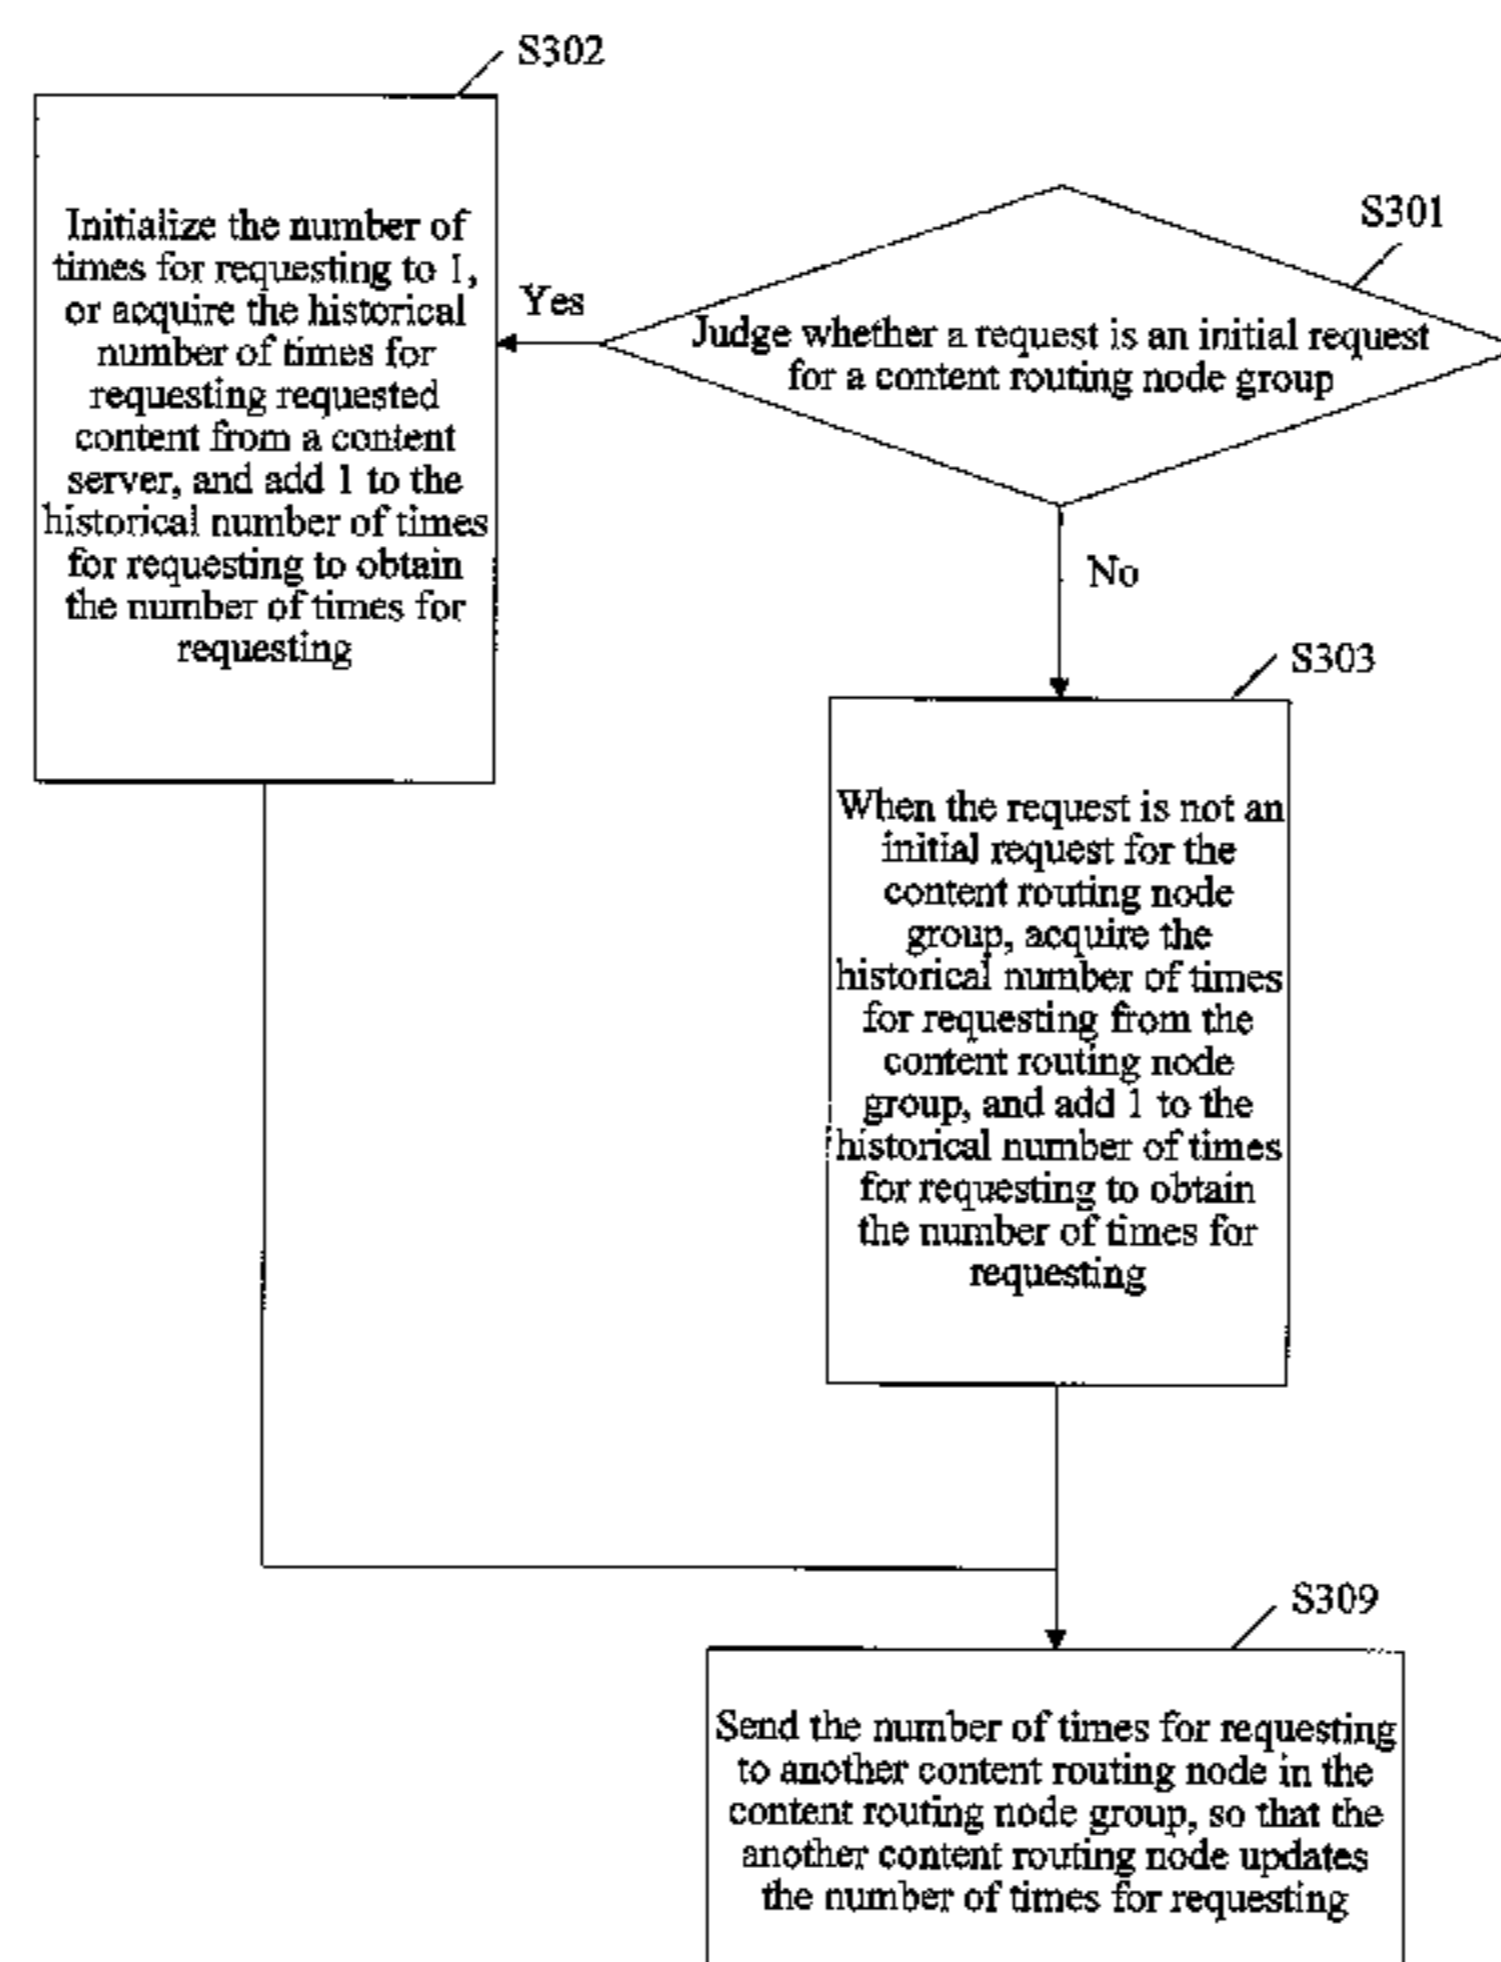 S302
Initialize the number of
times for requesting to 1,
or acquire the historical
number of times for
requesting requested
content from a content
server, and add 1 to the
historical number of times
for requesting to obtain
the number of times for
requesting
Yes
S301
Judge whether a request is an initial request
for a content routing node group
No
S303
When the request is not an
initial request for the
content routing node
group, acquire the
historical number of times
for requesting from the
content routing node
group, and add 1 to the
historical number of times
for requesting to obtain
the number of times for
requesting
S309
Send the number of times for requesting
to another content routing node in the
content routing node group, so that the
another content routing node updates
the number of times for requesting